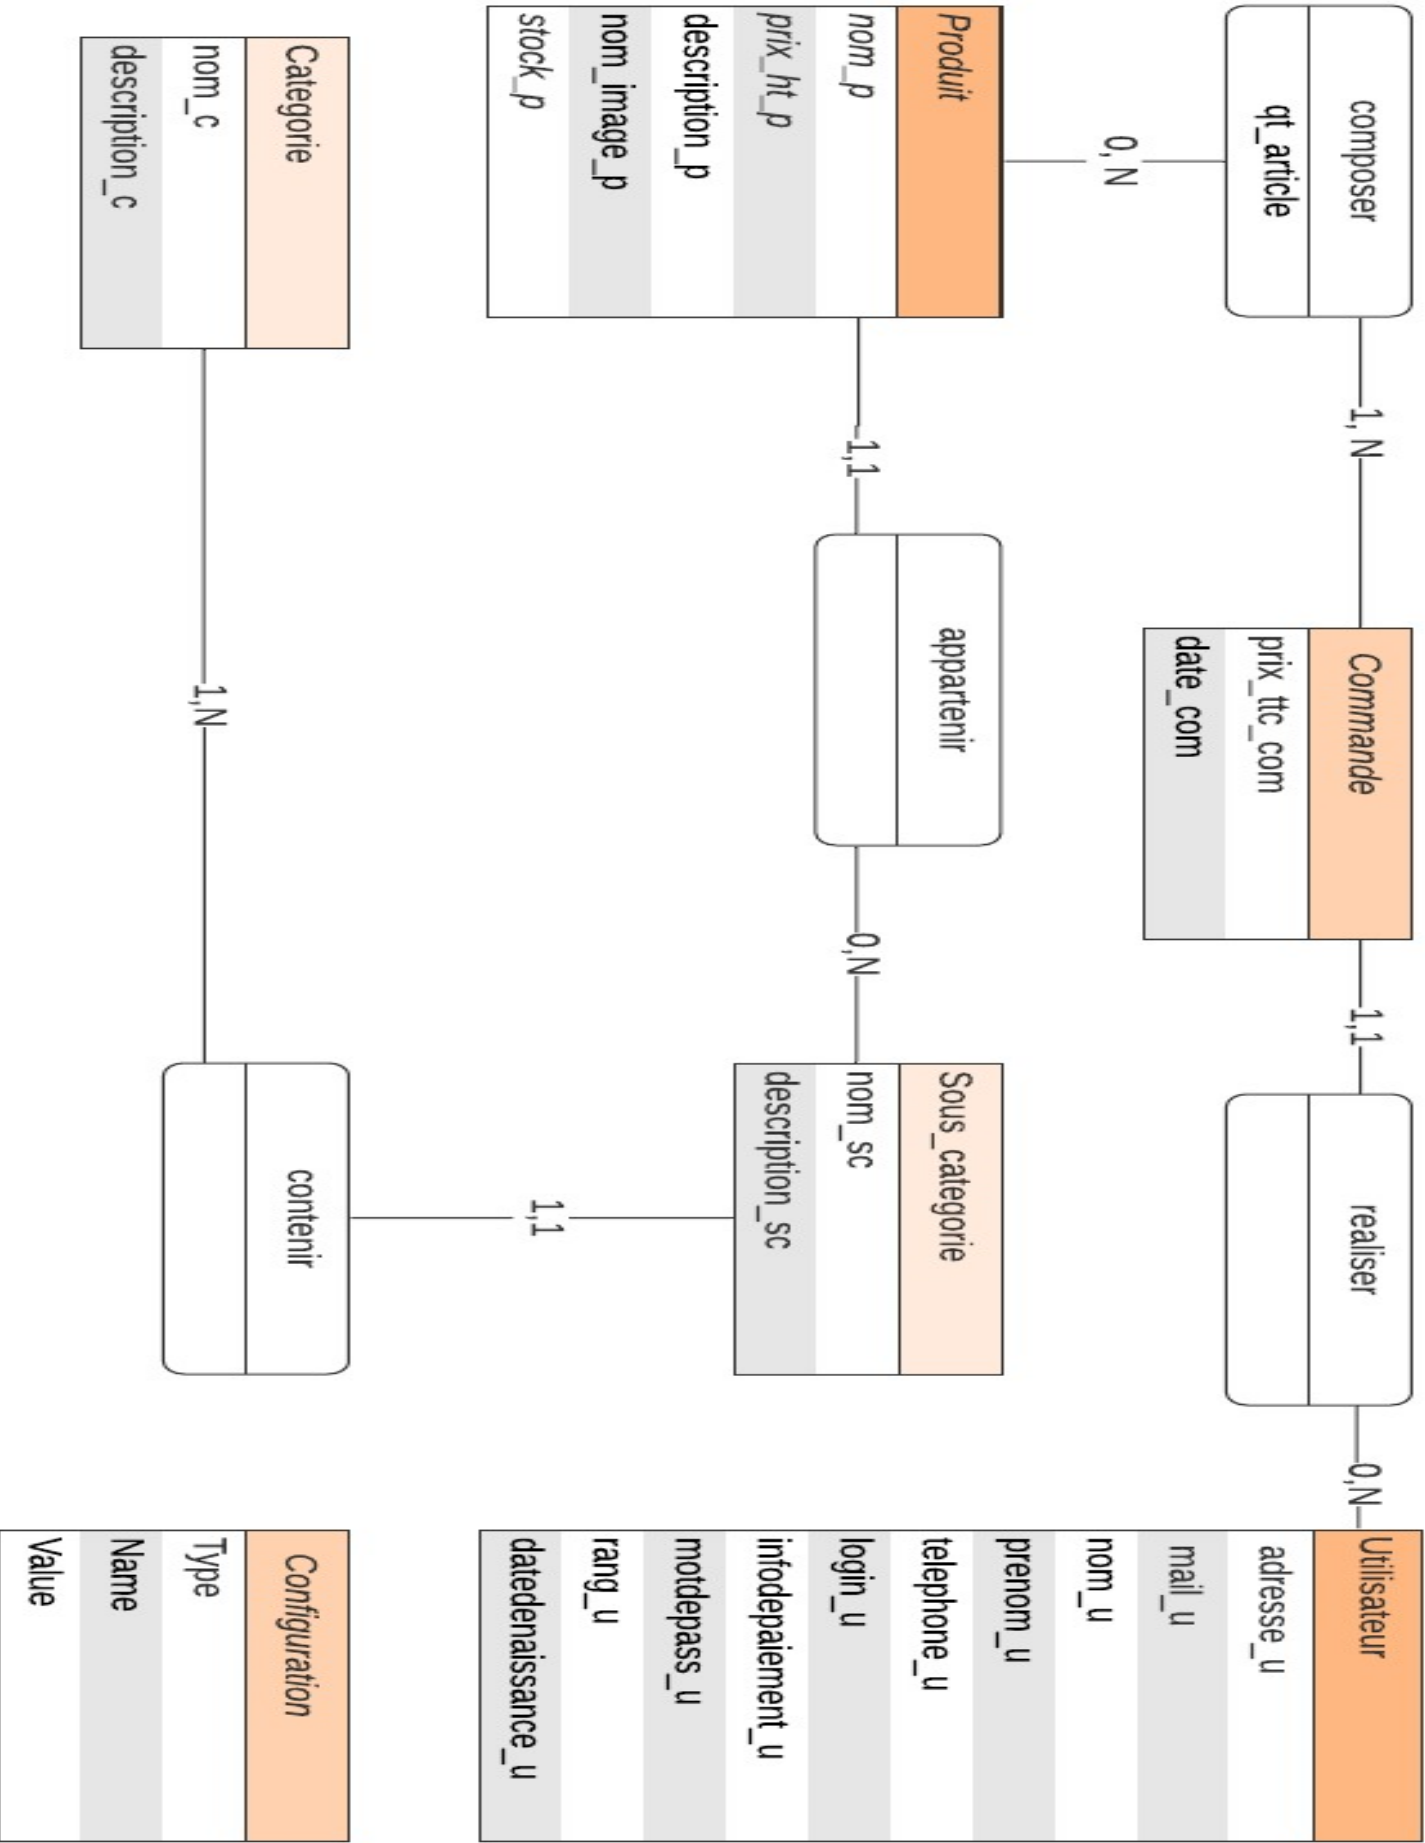 composer
qt_article
1, N
Commande
prix_ttc_com
date_com
1,1
realiser
0,N
Utilisateur
adresse_u
mail_u
nom_u
prenom_u
telephone_u
login_u
infodepaiement_u
motdepass_u
rang_u
datedenaissance_u
0, N
Produit
nom_p
prix_ht_p
description_p
nom_image_p
stock_p
1,1
appartenir
0,N
Sous_categorie
nom_sc
description_sc
1,1
Categorie
nom_c
description_c
1,N
contenir
Configuration
Type
Name
Value